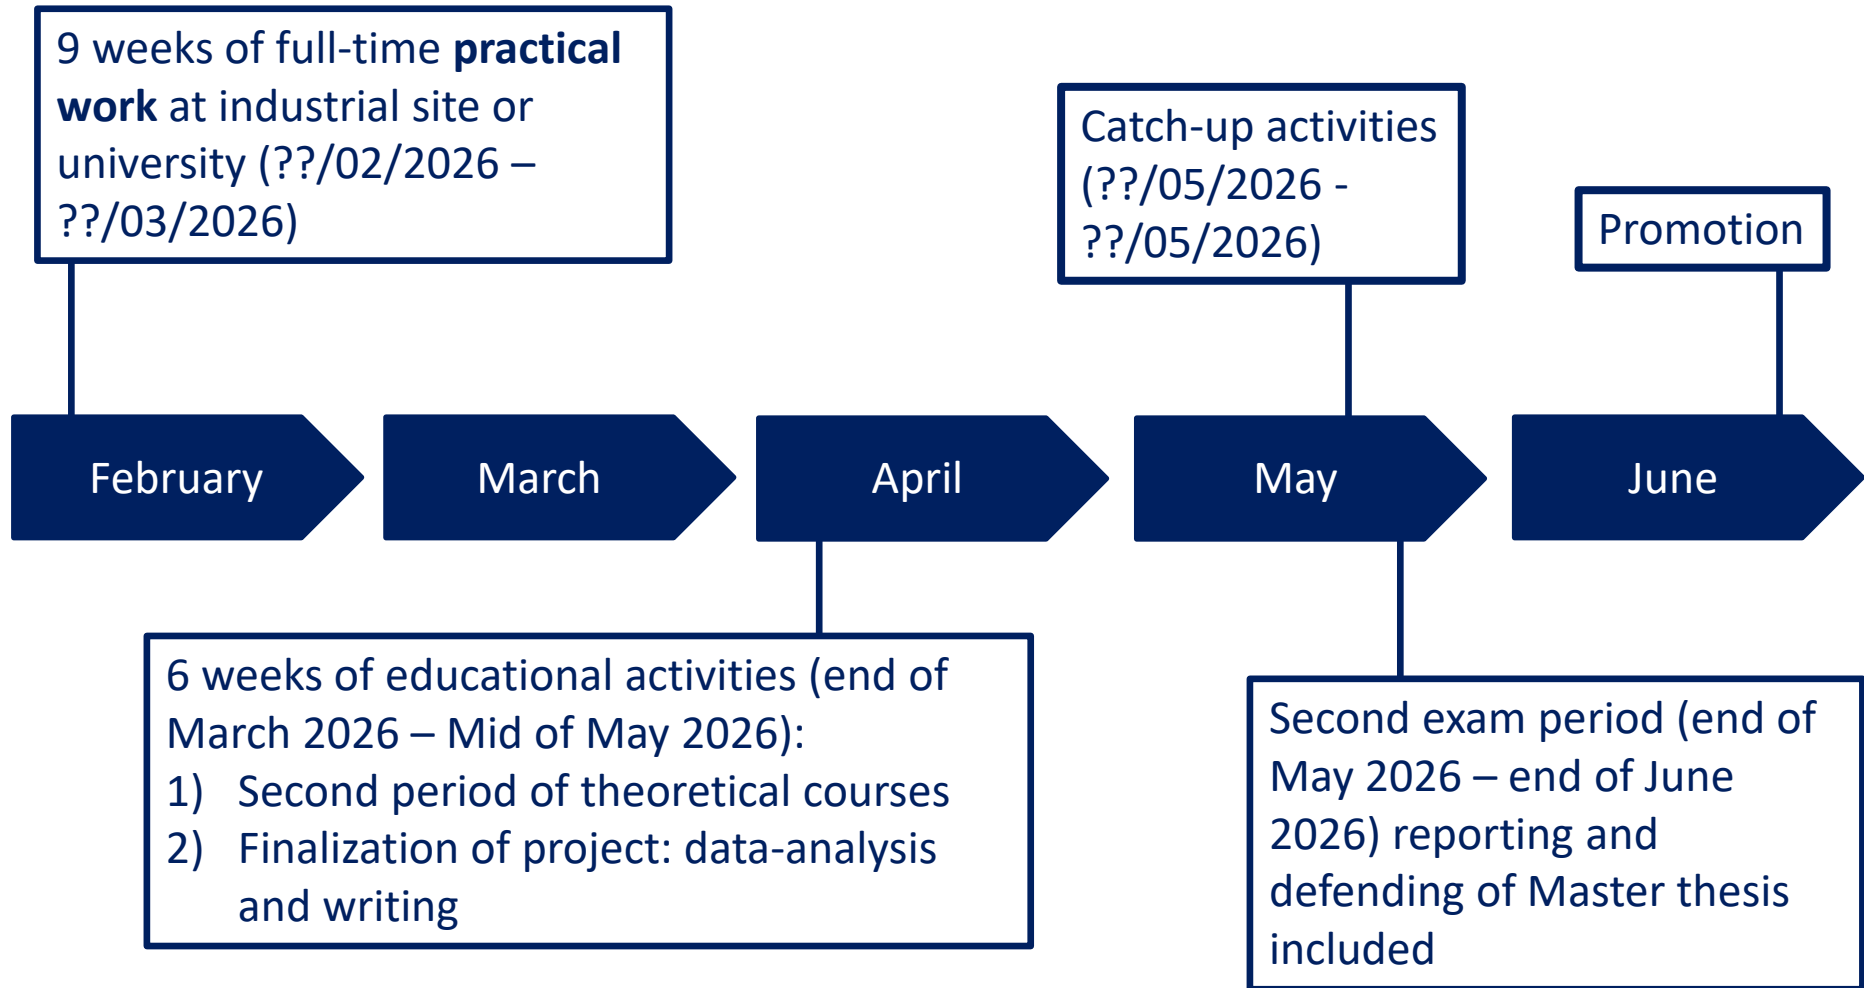 9 weeks of full-time practical
work at industrial site or
university (??/02/2026 –
??/03/2026)
Catch-up activities
(??/05/2026 -
??/05/2026)
Promotion
February
March
April
May
June
6 weeks of educational activities (end of
March 2026 – Mid of May 2026):
1) Second period of theoretical courses
2) Finalization of project: data-analysis
and writing
Second exam period (end of
May 2026 – end of June
2026) reporting and
defending of Master thesis
included